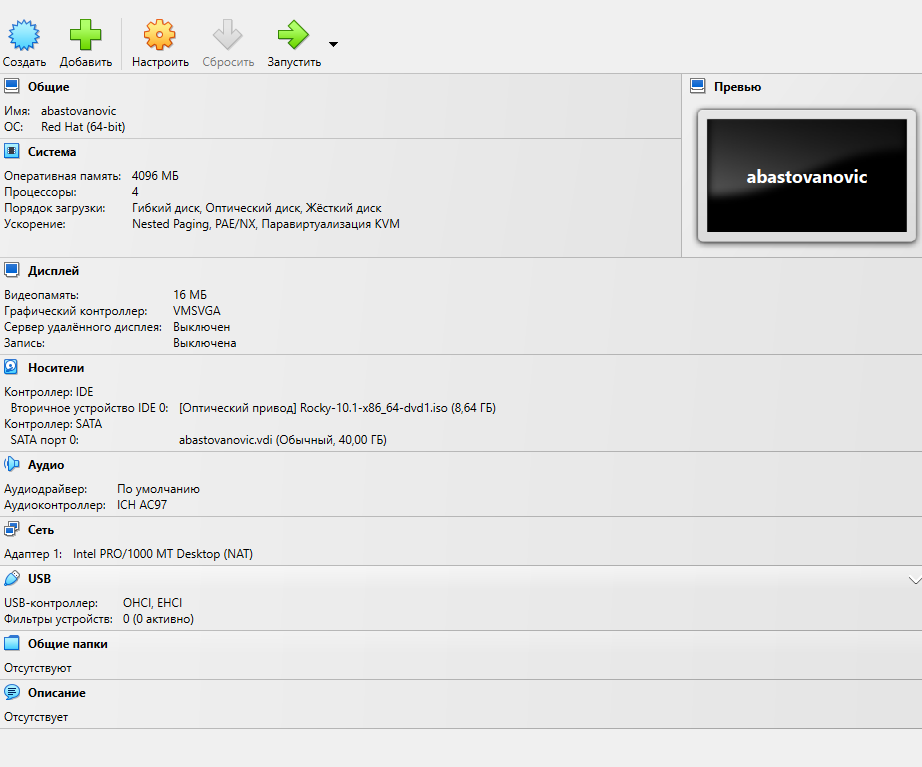 Создать Добавить Настроить Сбросить Запустить
Общие
Имя: abastovanovic
ОС: Red Hat (64-bit)
Система
Оперативная память: 4096 МБ
Процессоры: 4
Порядок загрузки: Гибкий диск, Оптический диск, Жёсткий диск
Ускорение: Nested Paging, PAE/NX, Паравиртуализация KVM
Превью
abastovanovic
Дисплей
Видеопамять: 16 МБ
Графический контроллер: VMSVGA
Сервер удалённого дисплея: Выключен
Запись: Выключена
Носители
Контроллер: IDE
Вторичное устройство IDE 0: [Оптический привод] Rocky-10.1-x86_64-dvd1.iso (8,64 ГБ)
Контроллер: SATA
SATA порт 0: abastovanovic.vdi (Обычный, 40,00 ГБ)
Аудио
Аудиодрайвер: По умолчанию
Аудиоконтроллер: ICH AC97
Сеть
Адаптер 1: Intel PRO/1000 MT Desktop (NAT)
USB
USB-контроллер: OHCI, EHCI
Фильтры устройств: 0 (0 активно)
Общие папки
Отсутствуют
Описание
Отсутствует